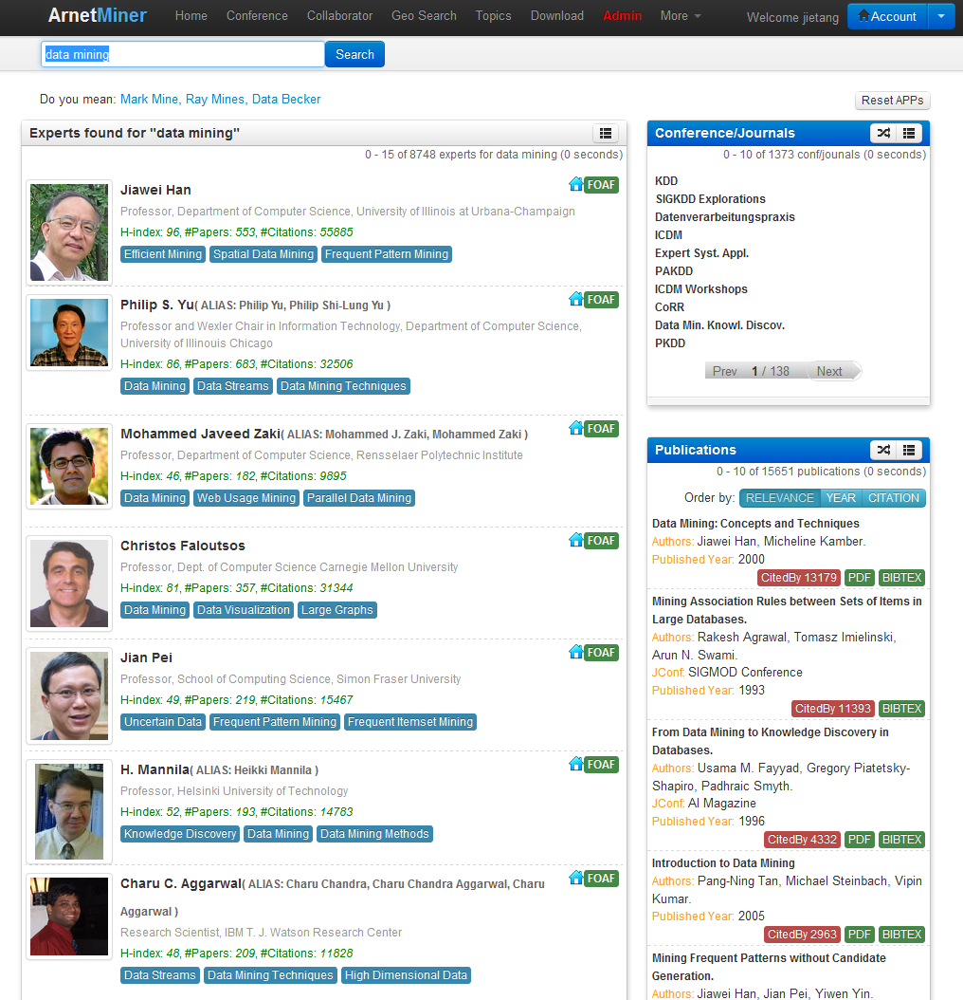 ArnetMiner Home Conference Collaborator Geo Search Topics Download Admin More Welcome jietang Account
data mining Search
Do you mean: Mark Mine, Ray Mines, Data Becker
Reset APPs
Experts found for "data mining"
0 - 15 of 8748 experts for data mining (0 seconds)
Jiawei Han FOAF
Professor, Department of Computer Science, University of Illinois at Urbana-Champaign
H-index: 96, #Papers: 553, #Citations: 55885
Efficient Mining Spatial Data Mining Frequent Pattern Mining
Philip S. Yu( ALIAS: Philip Yu, Philip Shi-Lung Yu ) FOAF
Professor and Wexler Chair in Information Technology, Department of Computer Science,
University of Illinouis Chicago
H-index: 86, #Papers: 683, #Citations: 32506
Data Mining Data Streams Data Mining Techniques
Mohammed Javeed Zaki( ALIAS: Mohammed J. Zaki, Mohammed Zaki ) FOAF
Professor, Department of Computer Science, Rensselaer Polytechnic Institute
H-index: 46, #Papers: 182, #Citations: 9895
Data Mining Web Usage Mining Parallel Data Mining
Christos Faloutsos FOAF
Professor, Dept. of Computer Science Carnegie Mellon University
H-index: 81, #Papers: 357, #Citations: 31344
Data Mining Data Visualization Large Graphs
Jian Pei FOAF
Professor, School of Computing Science, Simon Fraser University
H-index: 49, #Papers: 219, #Citations: 15467
Uncertain Data Frequent Pattern Mining Frequent Itemset Mining
H. Mannila( ALIAS: Heikki Mannila ) FOAF
Professor, Helsinki University of Technology
H-index: 52, #Papers: 193, #Citations: 14783
Knowledge Discovery Data Mining Data Mining Methods
Charu C. Aggarwal( ALIAS: Charu Chandra, Charu Chandra Aggarwal, Charu FOAF
Aggarwal )
Research Scientist, IBM T. J. Watson Research Center
H-index: 48, #Papers: 209, #Citations: 11828
Data Streams Data Mining Techniques High Dimensional Data
Conference/Journals
0 - 10 of 1373 conf/jounals (0 seconds)
KDD
SIGKDD Explorations
Datenverarbeitungspraxis
ICDM
Expert Syst. Appl.
PAKDD
ICDM Workshops
CoRR
Data Min. Knowl. Discov.
PKDD
Prev 1 / 138 Next
Publications
0 - 10 of 15651 publications (0 seconds)
Order by: RELEVANCE YEAR CITATION
Data Mining: Concepts and Techniques
Authors: Jiawei Han, Micheline Kamber.
Published Year: 2000
CitedBy 13179 PDF BIBTEX
Mining Association Rules between Sets of Items in
Large Databases.
Authors: Rakesh Agrawal, Tomasz Imielinski,
Arun N. Swami.
JConf: SIGMOD Conference
Published Year: 1993
CitedBy 11393 BIBTEX
From Data Mining to Knowledge Discovery in
Databases.
Authors: Usama M. Fayyad, Gregory Piatetsky-
Shapiro, Padhraic Smyth.
JConf: AI Magazine
Published Year: 1996
CitedBy 4332 PDF BIBTEX
Introduction to Data Mining
Authors: Pang-Ning Tan, Michael Steinbach, Vipin
Kumar.
Published Year: 2005
CitedBy 2963 PDF BIBTEX
Mining Frequent Patterns without Candidate
Generation.
Authors: Jiawei Han, Jian Pei, Yiwen Yin.